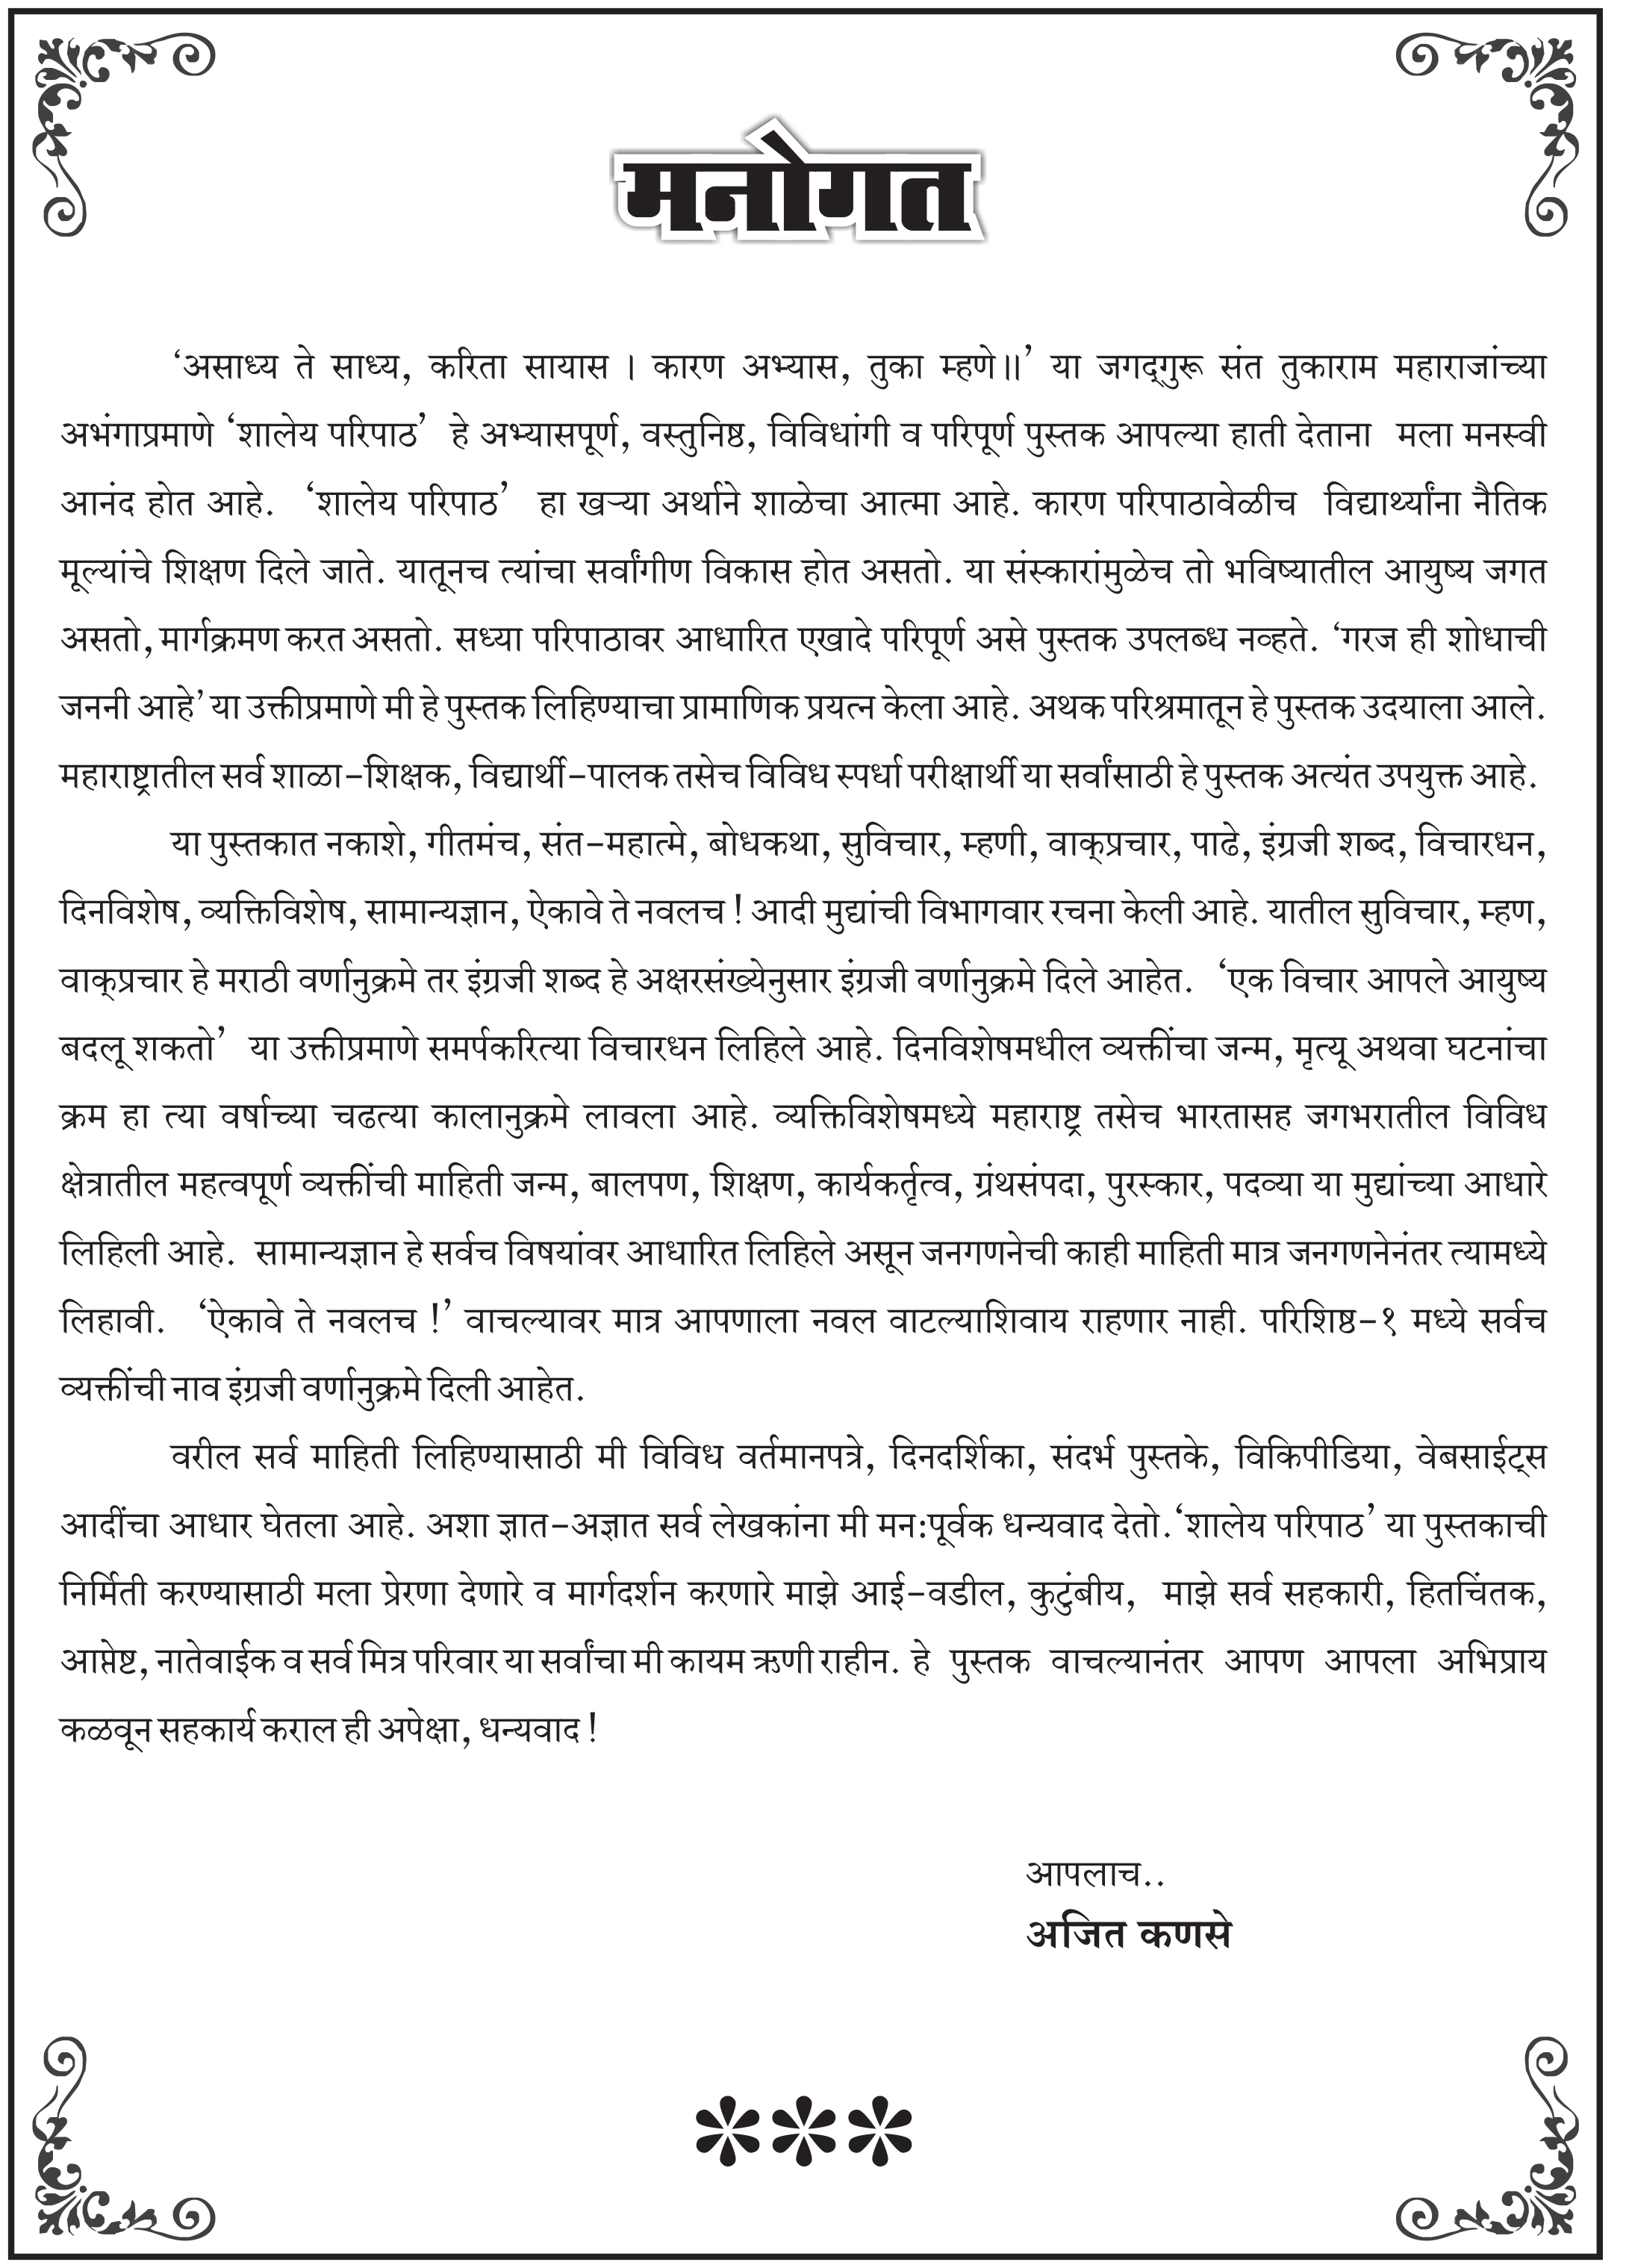 मनोगत
‘असाध्य ते साध्य, करिता सायास । कारण अभ्यास, तुका म्हणे॥’ या जगद्गुरू संत तुकाराम महाराजांच्या
अभंगाप्रमाणे ‘शालेय परिपाठ’ हे अभ्यासपूर्ण, वस्तुनिष्ठ, विविधांगी व परिपूर्ण पुस्तक आपल्या हाती देताना मला मनस्वी
आनंद होत आहे. ‘शालेय परिपाठ’ हा खऱ्या अर्थाने शाळेचा आत्मा आहे. कारण परिपाठावेळीच विद्यार्थ्यांना नैतिक
मूल्यांचे शिक्षण दिले जाते. यातूनच त्यांचा सर्वांगीण विकास होत असतो. या संस्कारांमुळेच तो भविष्यातील आयुष्य जगत
असतो, मार्गक्रमण करत असतो. सध्या परिपाठावर आधारित एखादे परिपूर्ण असे पुस्तक उपलब्ध नव्हते. ‘गरज ही शोधाची
जननी आहे’ या उक्तीप्रमाणे मी हे पुस्तक लिहिण्याचा प्रामाणिक प्रयत्न केला आहे. अथक परिश्रमातून हे पुस्तक उदयाला आले.
महाराष्ट्रातील सर्व शाळा-शिक्षक, विद्यार्थी-पालक तसेच विविध स्पर्धा परीक्षार्थी या सर्वांसाठी हे पुस्तक अत्यंत उपयुक्त आहे.
या पुस्तकात नकाशे, गीतमंच, संत-महात्मे, बोधकथा, सुविचार, म्हणी, वाक्‌प्रचार, पाढे, इंग्रजी शब्द, विचारधन,
दिनविशेष, व्यक्तिविशेष, सामान्यज्ञान, ऐकावे ते नवलच ! आदी मुद्यांची विभागवार रचना केली आहे. यातील सुविचार, म्हण,
वाक्‌प्रचार हे मराठी वर्णानुक्रमे तर इंग्रजी शब्द हे अक्षरसंख्येनुसार इंग्रजी वर्णानुक्रमे दिले आहेत. ‘एक विचार आपले आयुष्य
बदलू शकतो’ या उक्तीप्रमाणे समर्पकरित्या विचारधन लिहिले आहे. दिनविशेषमधील व्यक्तींचा जन्म, मृत्यू अथवा घटनांचा
क्रम हा त्या वर्षाच्या चढत्या कालानुक्रमे लावला आहे. व्यक्तिविशेषमध्ये महाराष्ट्र तसेच भारतासह जगभरातील विविध
क्षेत्रातील महत्वपूर्ण व्यक्तींची माहिती जन्म, बालपण, शिक्षण, कार्यकर्तृत्व, ग्रंथसंपदा, पुरस्कार, पदव्या या मुद्यांच्या आधारे
लिहिली आहे. सामान्यज्ञान हे सर्वच विषयांवर आधारित लिहिले असून जनगणनेची काही माहिती मात्र जनगणनेनंतर त्यामध्ये
लिहावी. ‘ऐकावे ते नवलच !’ वाचल्यावर मात्र आपणाला नवल वाटल्याशिवाय राहणार नाही. परिशिष्ठ-१ मध्ये सर्वच
व्यक्तींची नाव इंग्रजी वर्णानुक्रमे दिली आहेत.
वरील सर्व माहिती लिहिण्यासाठी मी विविध वर्तमानपत्रे, दिनदर्शिका, संदर्भ पुस्तके, विकिपीडिया, वेबसाईट्स
आदींचा आधार घेतला आहे. अशा ज्ञात-अज्ञात सर्व लेखकांना मी मन:पूर्वक धन्यवाद देतो.‘शालेय परिपाठ’ या पुस्तकाची
निर्मिती करण्यासाठी मला प्रेरणा देणारे व मार्गदर्शन करणारे माझे आई-वडील, कुटुंबीय, माझे सर्व सहकारी, हितचिंतक,
आप्तेष्ट, नातेवाईक व सर्व मित्र परिवार या सर्वांचा मी कायम ऋणी राहीन. हे पुस्तक वाचल्यानंतर आपण आपला अभिप्राय
कळवून सहकार्य कराल ही अपेक्षा, धन्यवाद !
आपलाच..
अजित कणसे
***